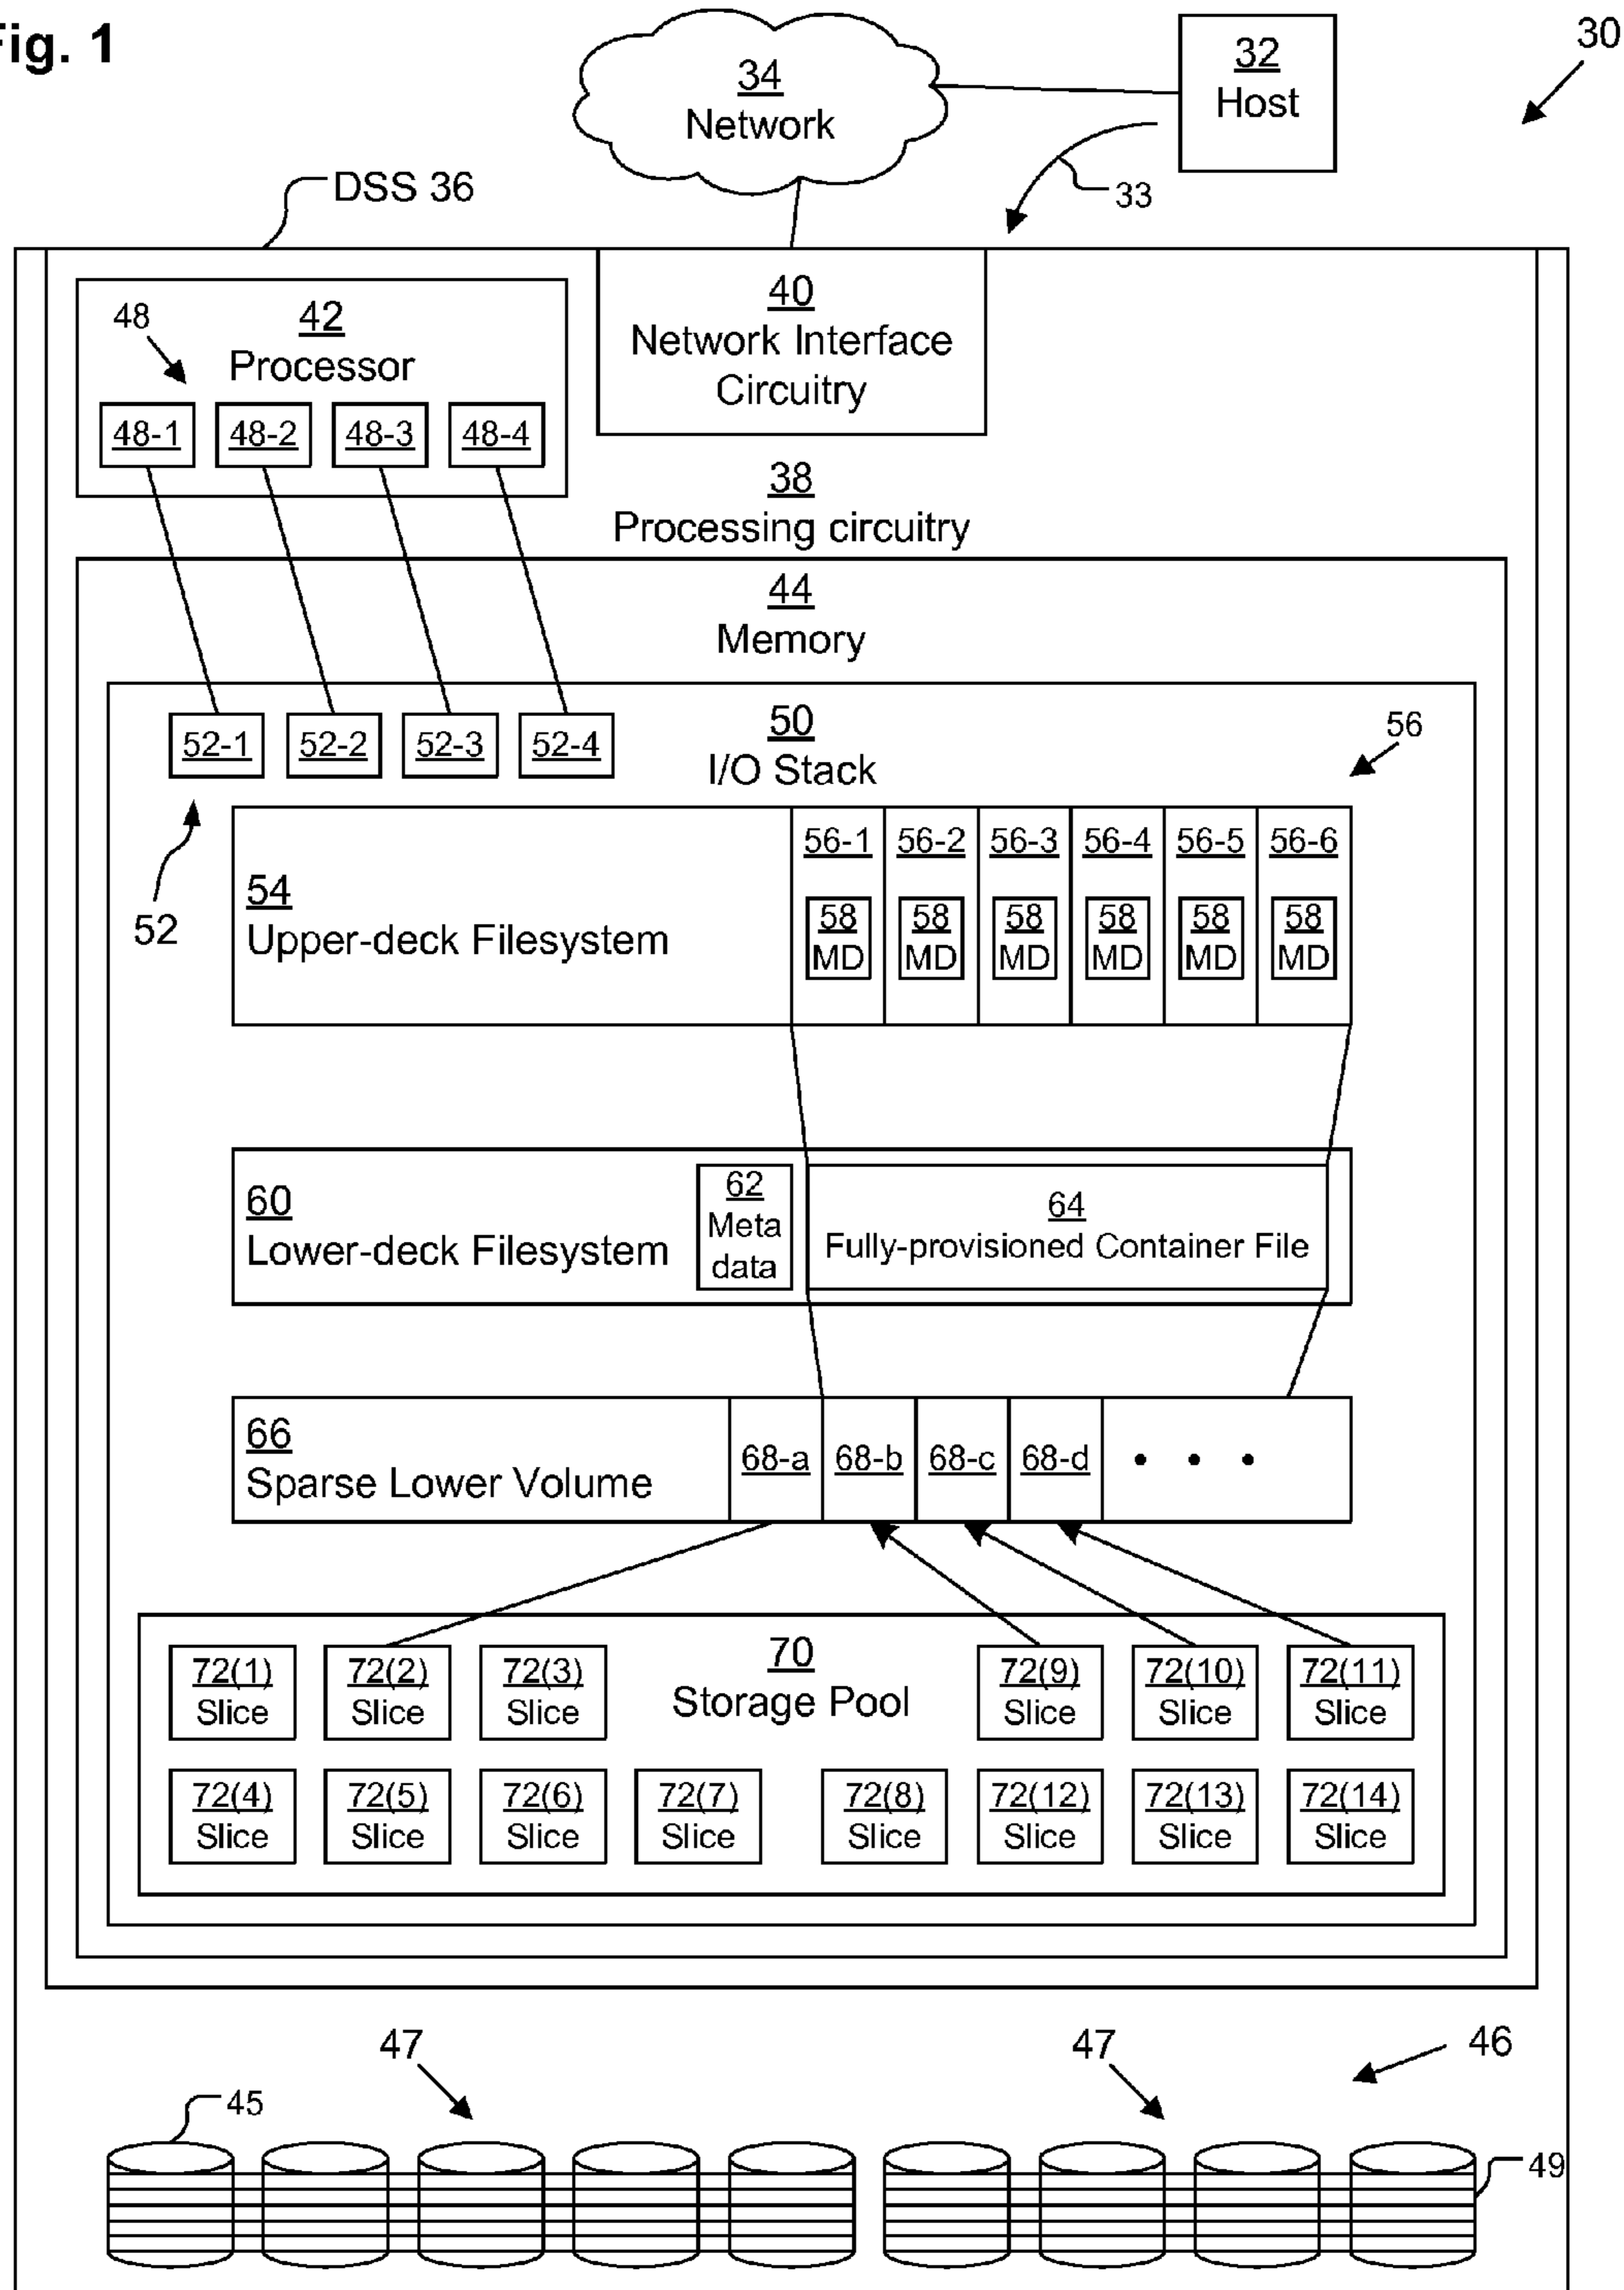 Fig. 1
30
34
Network
32
Host
33
DSS 36
42
Processor
48
48-1 48-2 48-3 48-4
40
Network Interface
Circuitry
38
Processing circuitry
44
Memory
52-1 52-2 52-3 52-4
52
50
I/O Stack
56
54
Upper-deck Filesystem
56-1 56-2 56-3 56-4 56-5 56-6
58 58 58 58 58 58
MD MD MD MD MD MD
60
Lower-deck Filesystem
62
Meta
data
64
Fully-provisioned Container File
66
Sparse Lower Volume
68-a 68-b 68-c 68-d • • •
70
Storage Pool
72(1) 72(2) 72(3) 72(9) 72(10) 72(11)
Slice Slice Slice Slice Slice Slice
72(4) 72(5) 72(6) 72(7) 72(8) 72(12) 72(13) 72(14)
Slice Slice Slice Slice Slice Slice Slice Slice
47 47 46
45
49